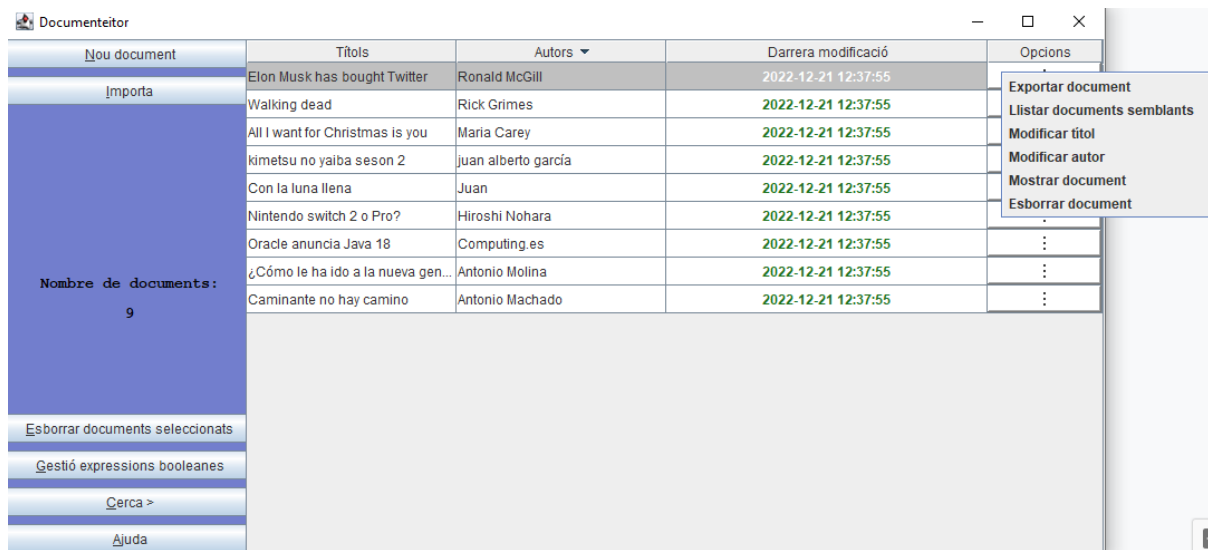 Documenteitor
Nou document
Importa
Nombre de documents:
9
Esborrar documents seleccionats
Gestió expressions booleanes
Cerca >
Ajuda
Títols Autors Darrera modificació Opcions
Elon Musk has bought Twitter Ronald McGill 2022-12-21 12:37:55
Walking dead Rick Grimes 2022-12-21 12:37:55
All I want for Christmas is you Maria Carey 2022-12-21 12:37:55
kimetsu no yaiba seson 2 juan alberto garcía 2022-12-21 12:37:55
Con la luna llena Juan 2022-12-21 12:37:55
Nintendo switch 2 o Pro? Hiroshi Nohara 2022-12-21 12:37:55
Oracle anuncia Java 18 Computing.es 2022-12-21 12:37:55
¿Cómo le ha ido a la nueva gen... Antonio Molina 2022-12-21 12:37:55
Caminante no hay camino Antonio Machado 2022-12-21 12:37:55
Exportar document
Llistar documents semblants
Modificar títol
Modificar autor
Mostrar document
Esborrar document